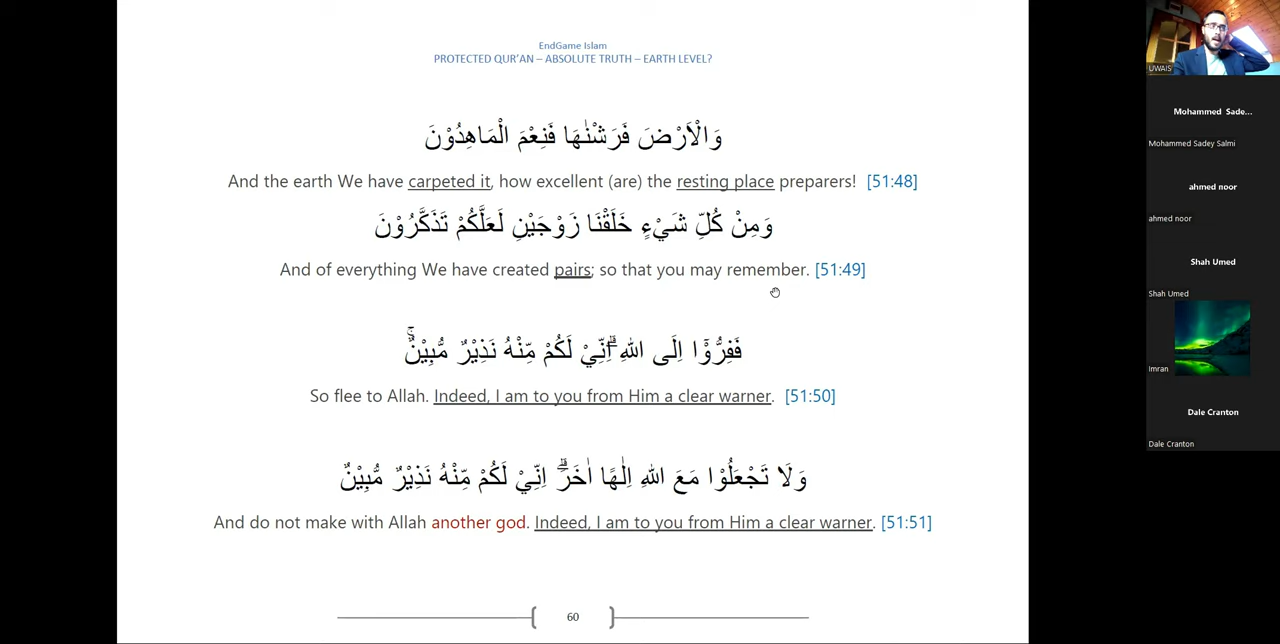 EndGame Islam
PROTECTED QUR'AN – ABSOLUTE TRUTH – EARTH LEVEL?
وَالْاَرْضَ فَرَشْنٰهَا فَنِعْمَ الْمَاهِدُوْنَ
And the earth We have carpeted it, how excellent (are) the resting place preparers! [51:48]
وَمِنْ كُلِّ شَيْءٍ خَلَقْنَا زَوْجَيْنِ لَعَلَّكُمْ تَذَكَّرُوْنَ
And of everything We have created pairs; so that you may remember. [51:49]
فَفِرُّوْٓا اِلَى اللهِ ؕ اِنِّيْ لَكُمْ مِّنْهُ نَذِيْرٌ مُّبِيْنٌ ۚ
So flee to Allah. Indeed, I am to you from Him a clear warner. [51:50]
وَلَا تَجْعَلُوْا مَعَ اللهِ اِلٰهًا اٰخَرَ ؕ اِنِّيْ لَكُمْ مِّنْهُ نَذِيْرٌ مُّبِيْنٌ
And do not make with Allah another god. Indeed, I am to you from Him a clear warner. [51:51]
60
UWAIS
Mohammed Sade...
Mohammed Sadey Salmi
ahmed noor
ahmed noor
Shah Umed
Shah Umed
Imran
Dale Cranton
Dale Cranton